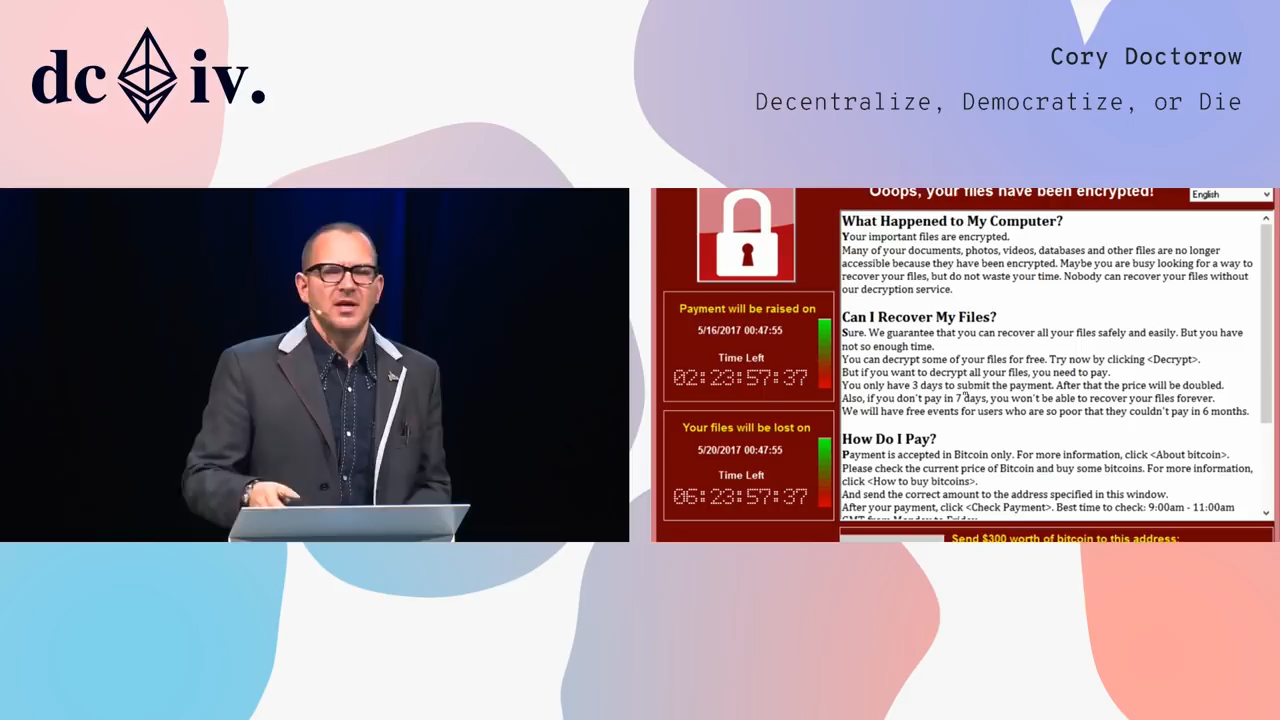 dc iv.
Cory Doctorow
Decentralize, Democratize, or Die
Ooops, your files have been encrypted!
English
Payment will be raised on
5/16/2017 00:47:55
Time Left
02:23:57:37
Your files will be lost on
5/20/2017 00:47:55
Time Left
06:23:57:37
What Happened to My Computer?
Your important files are encrypted.
Many of your documents, photos, videos, databases and other files are no longer
accessible because they have been encrypted. Maybe you are busy looking for a way to
recover your files, but do not waste your time. Nobody can recover your files without
our decryption service.
Can I Recover My Files?
Sure. We guarantee that you can recover all your files safely and easily. But you have
not so enough time.
You can decrypt some of your files for free. Try now by clicking <Decrypt>.
But if you want to decrypt all your files, you need to pay.
You only have 3 days to submit the payment. After that the price will be doubled.
Also, if you don't pay in 7 days, you won't be able to recover your files forever.
We will have free events for users who are so poor that they couldn't pay in 6 months.
How Do I Pay?
Payment is accepted in Bitcoin only. For more information, click <About bitcoin>.
Please check the current price of Bitcoin and buy some bitcoins. For more information,
click <How to buy bitcoins>.
And send the correct amount to the address specified in this window.
After your payment, click <Check Payment>. Best time to check: 9:00am - 11:00am
GMT from Monday to Friday.
Send $300 worth of bitcoin to this address: